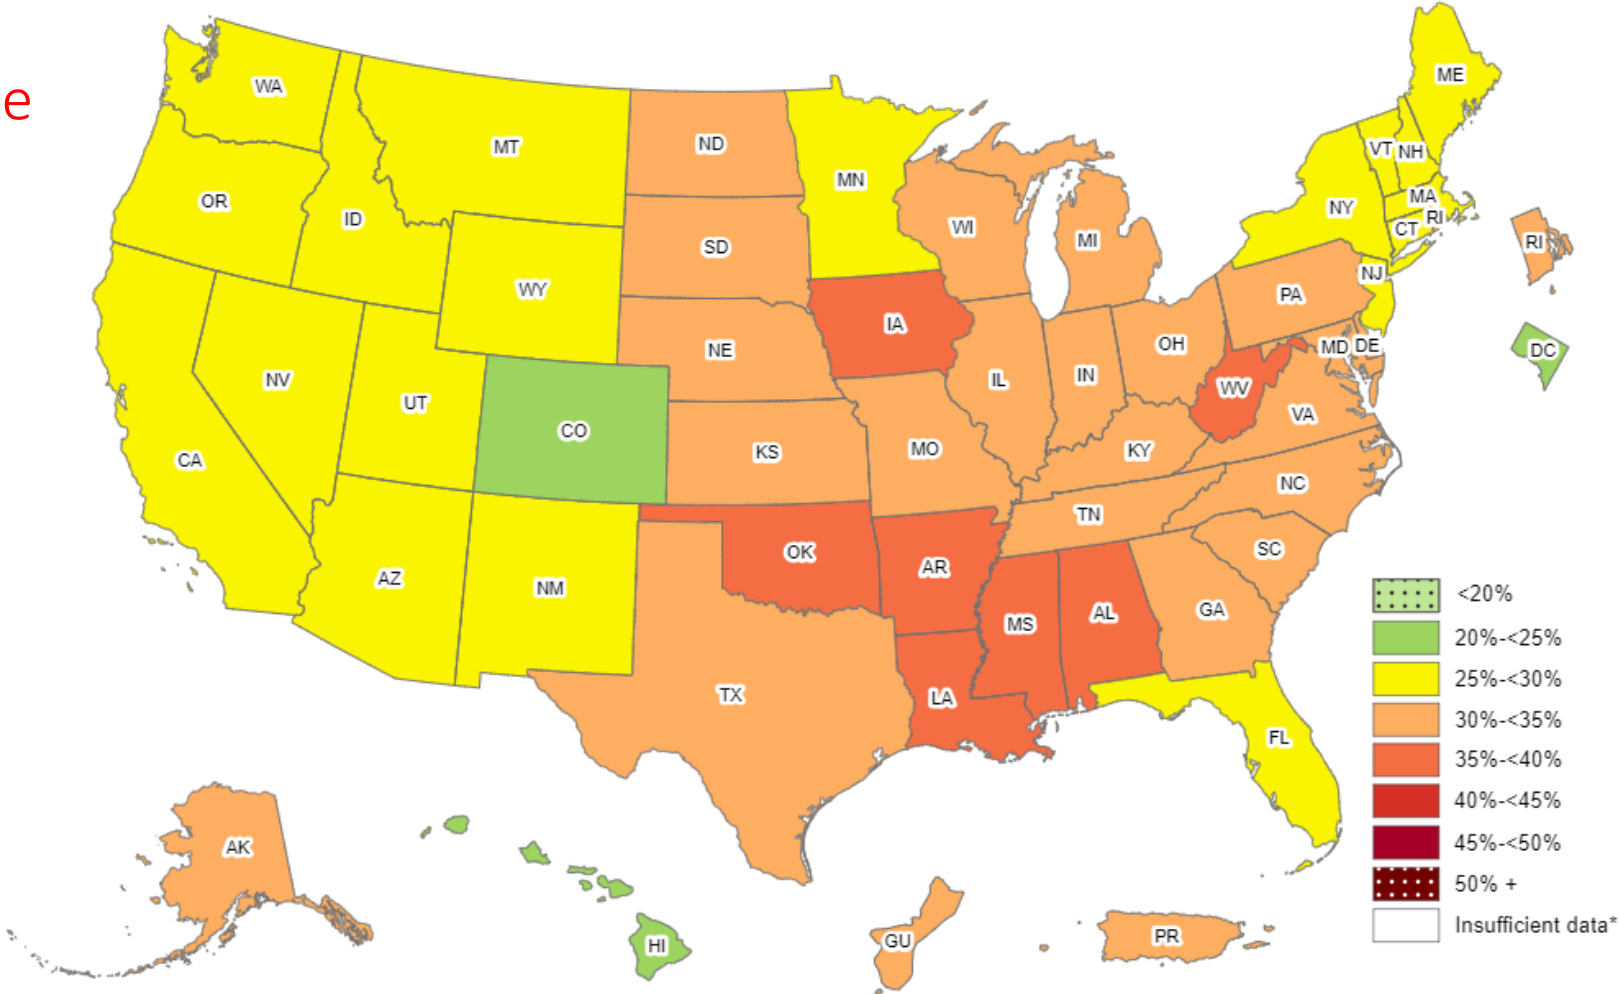 e
WA
MT
ND
MN
ME
VT
NH
OR
ID
SD
WI
MI
NY
MA
RI
CT
RI
WY
NE
IA
PA
NJ
NV
UT
CO
KS
IL
IN
OH
MD
DE
DC
WV
VA
CA
MO
KY
NC
AZ
NM
OK
AR
TN
SC
TX
LA
MS
AL
GA
FL
AK
HI
GU
PR
<20%
20%-<25%
25%-<30%
30%-<35%
35%-<40%
40%-<45%
45%-<50%
50% +
Insufficient data*